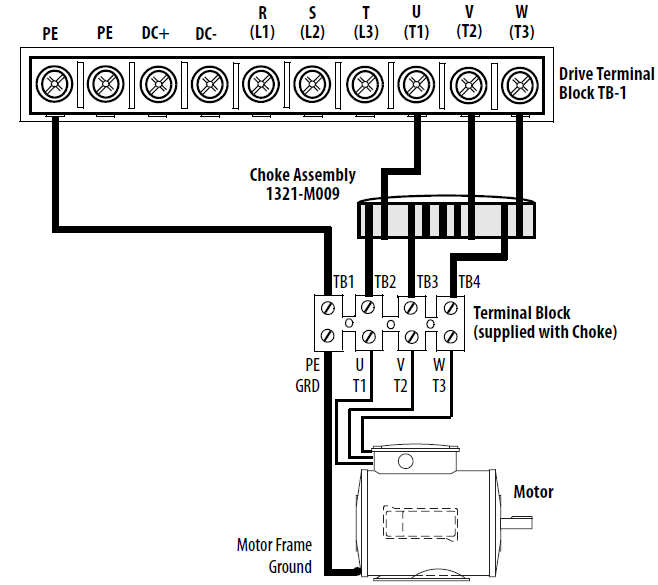 R S T U V W
PE PE DC+ DC- (L1) (L2) (L3) (T1) (T2) (T3)
Drive Terminal
Block TB-1
Choke Assembly
1321-M009
TB1 TB2 TB3 TB4
Terminal Block
(supplied with Choke)
PE U V W
GRD T1 T2 T3
Motor
Motor Frame
Ground